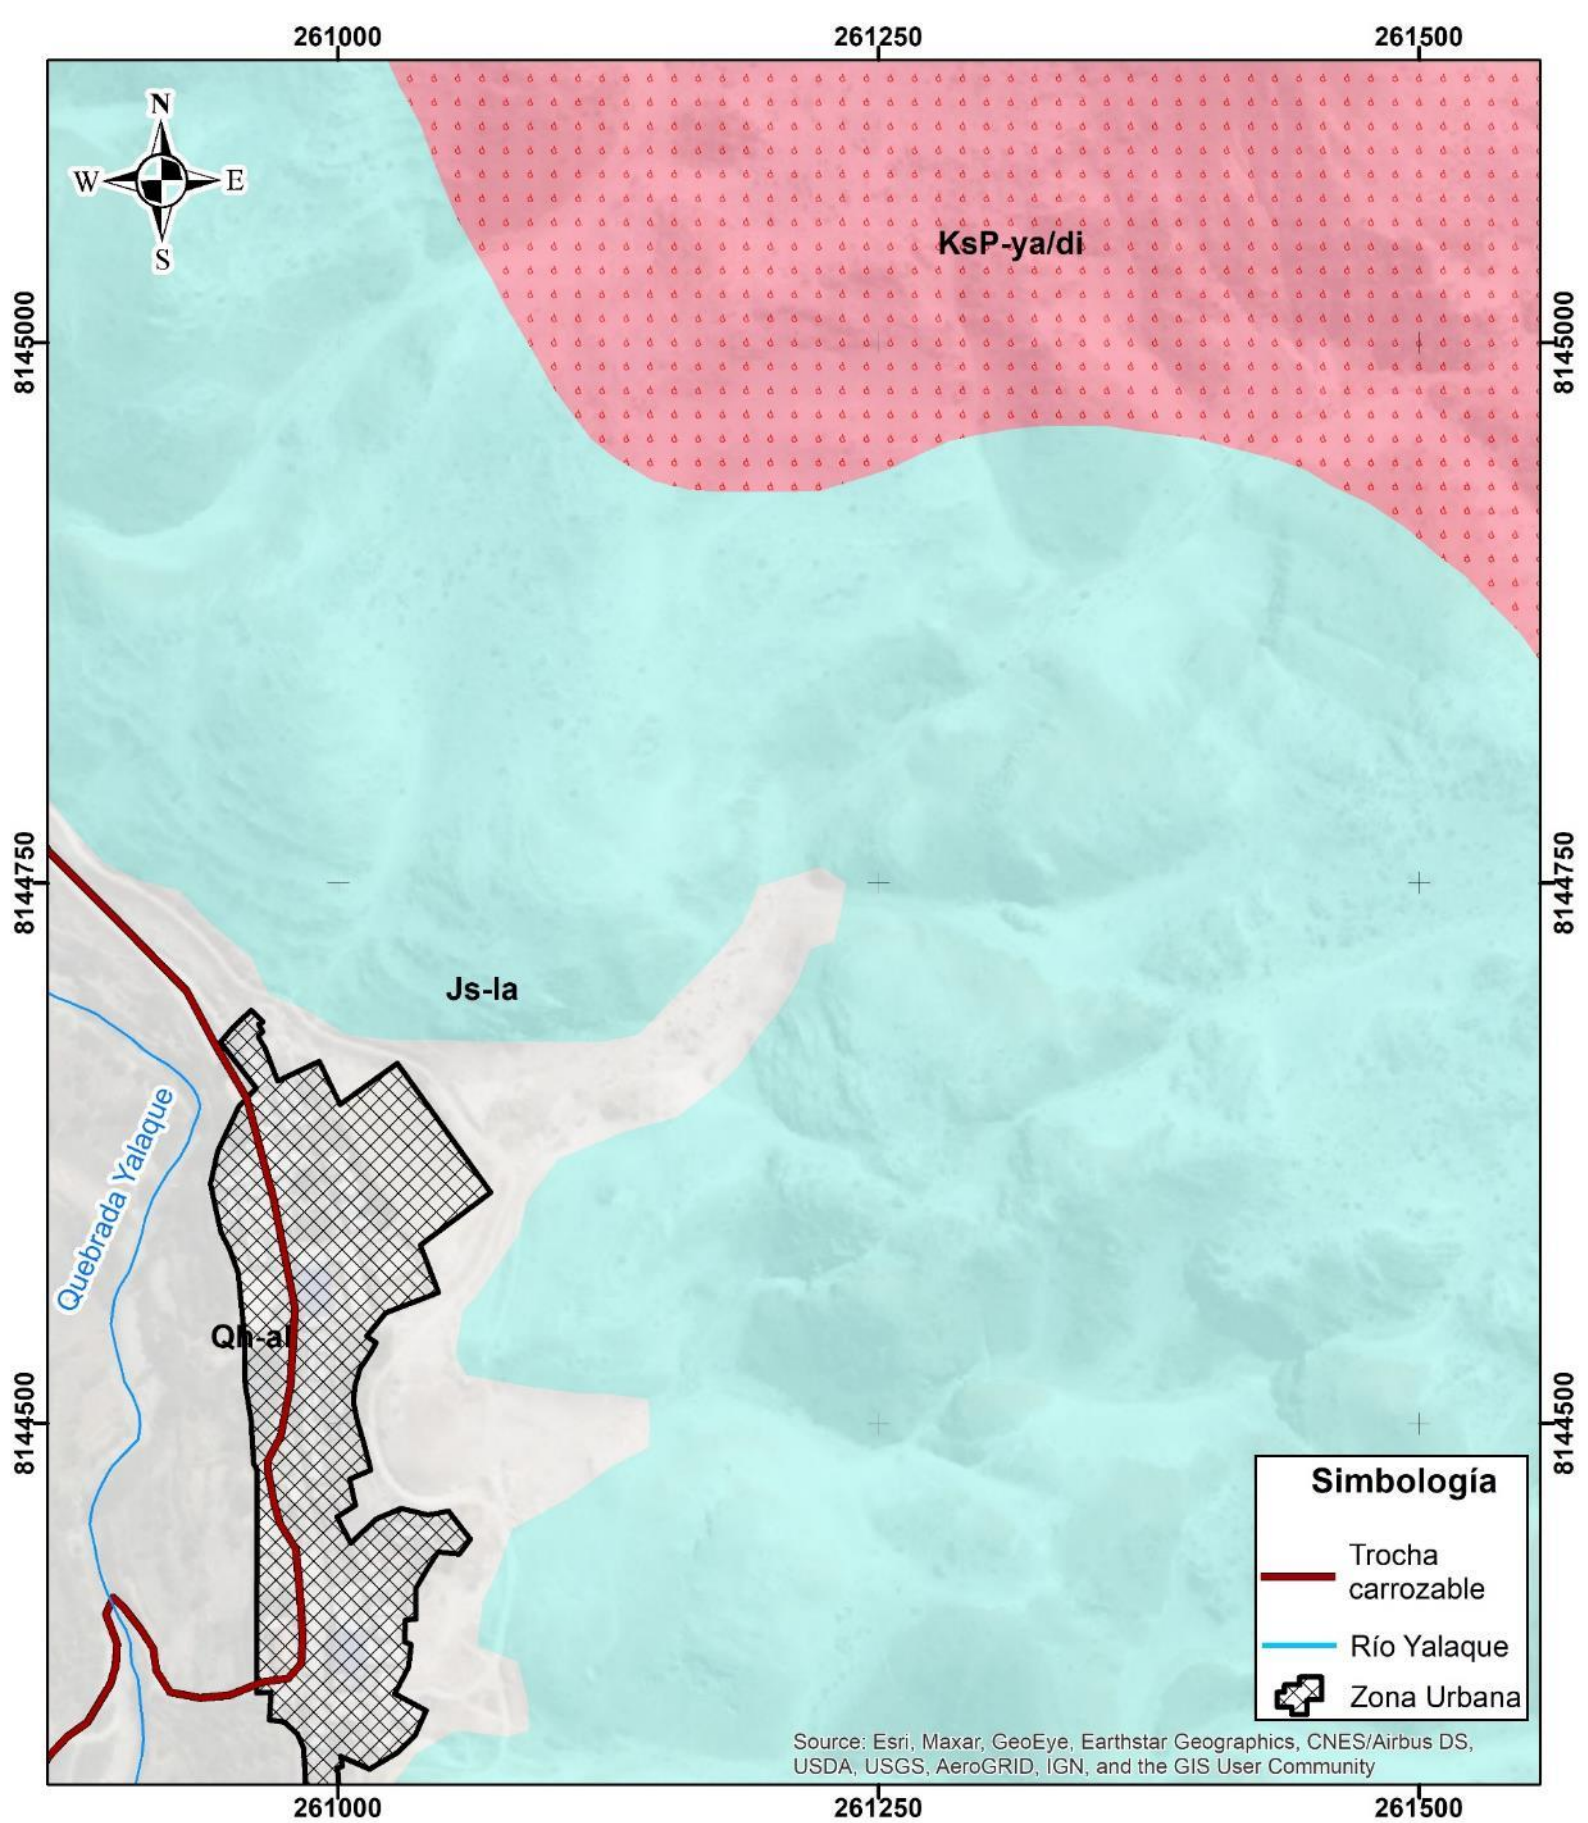 261000 261250 261500
N
W E
S
KsP-ya/di
8145000 8145000
8144750 8144750
Js-la
Quebrada Yalaque
Qh-al
8144500 8144500
Simbología
Trocha
carrozable
Río Yalaque
Zona Urbana
Source: Esri, Maxar, GeoEye, Earthstar Geographics, CNES/Airbus DS,
USDA, USGS, AeroGRID, IGN, and the GIS User Community
261000 261250 261500